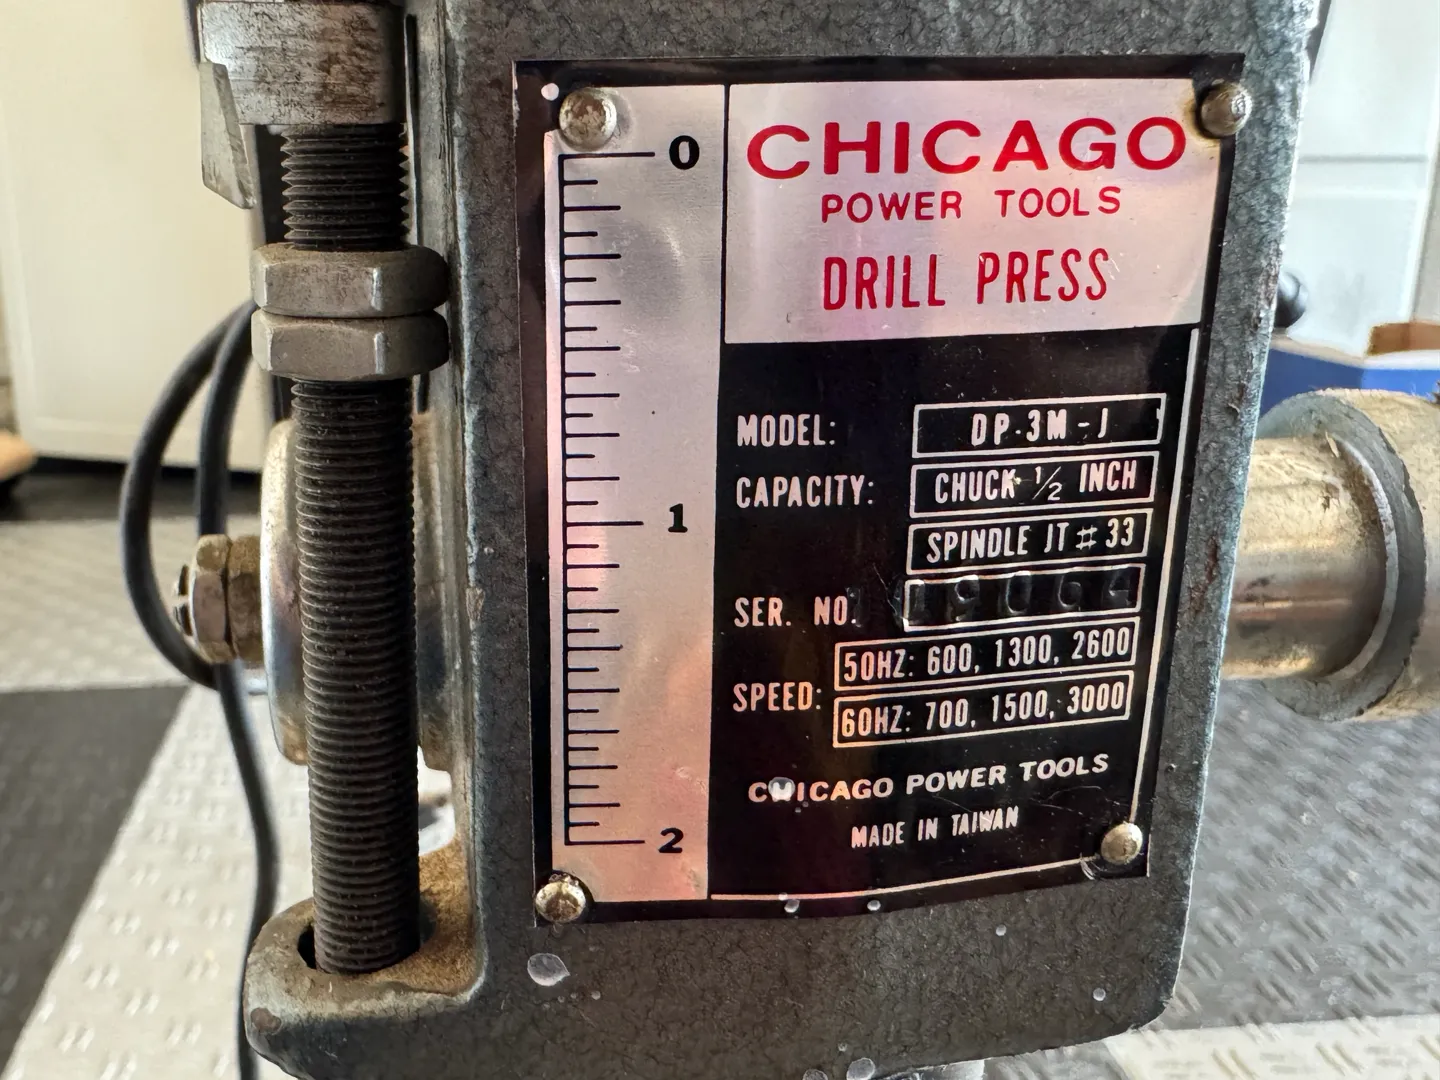 0
1
2
CHICAGO
POWER TOOLS
DRILL PRESS
MODEL: DP-3M-J
CAPACITY: CHUCK 1/2 INCH
SPINDLE JT #33
SER. NO. 19064
SPEED: 50HZ: 600, 1300, 2600
60HZ: 700, 1500, 3000
CHICAGO POWER TOOLS
MADE IN TAIWAN